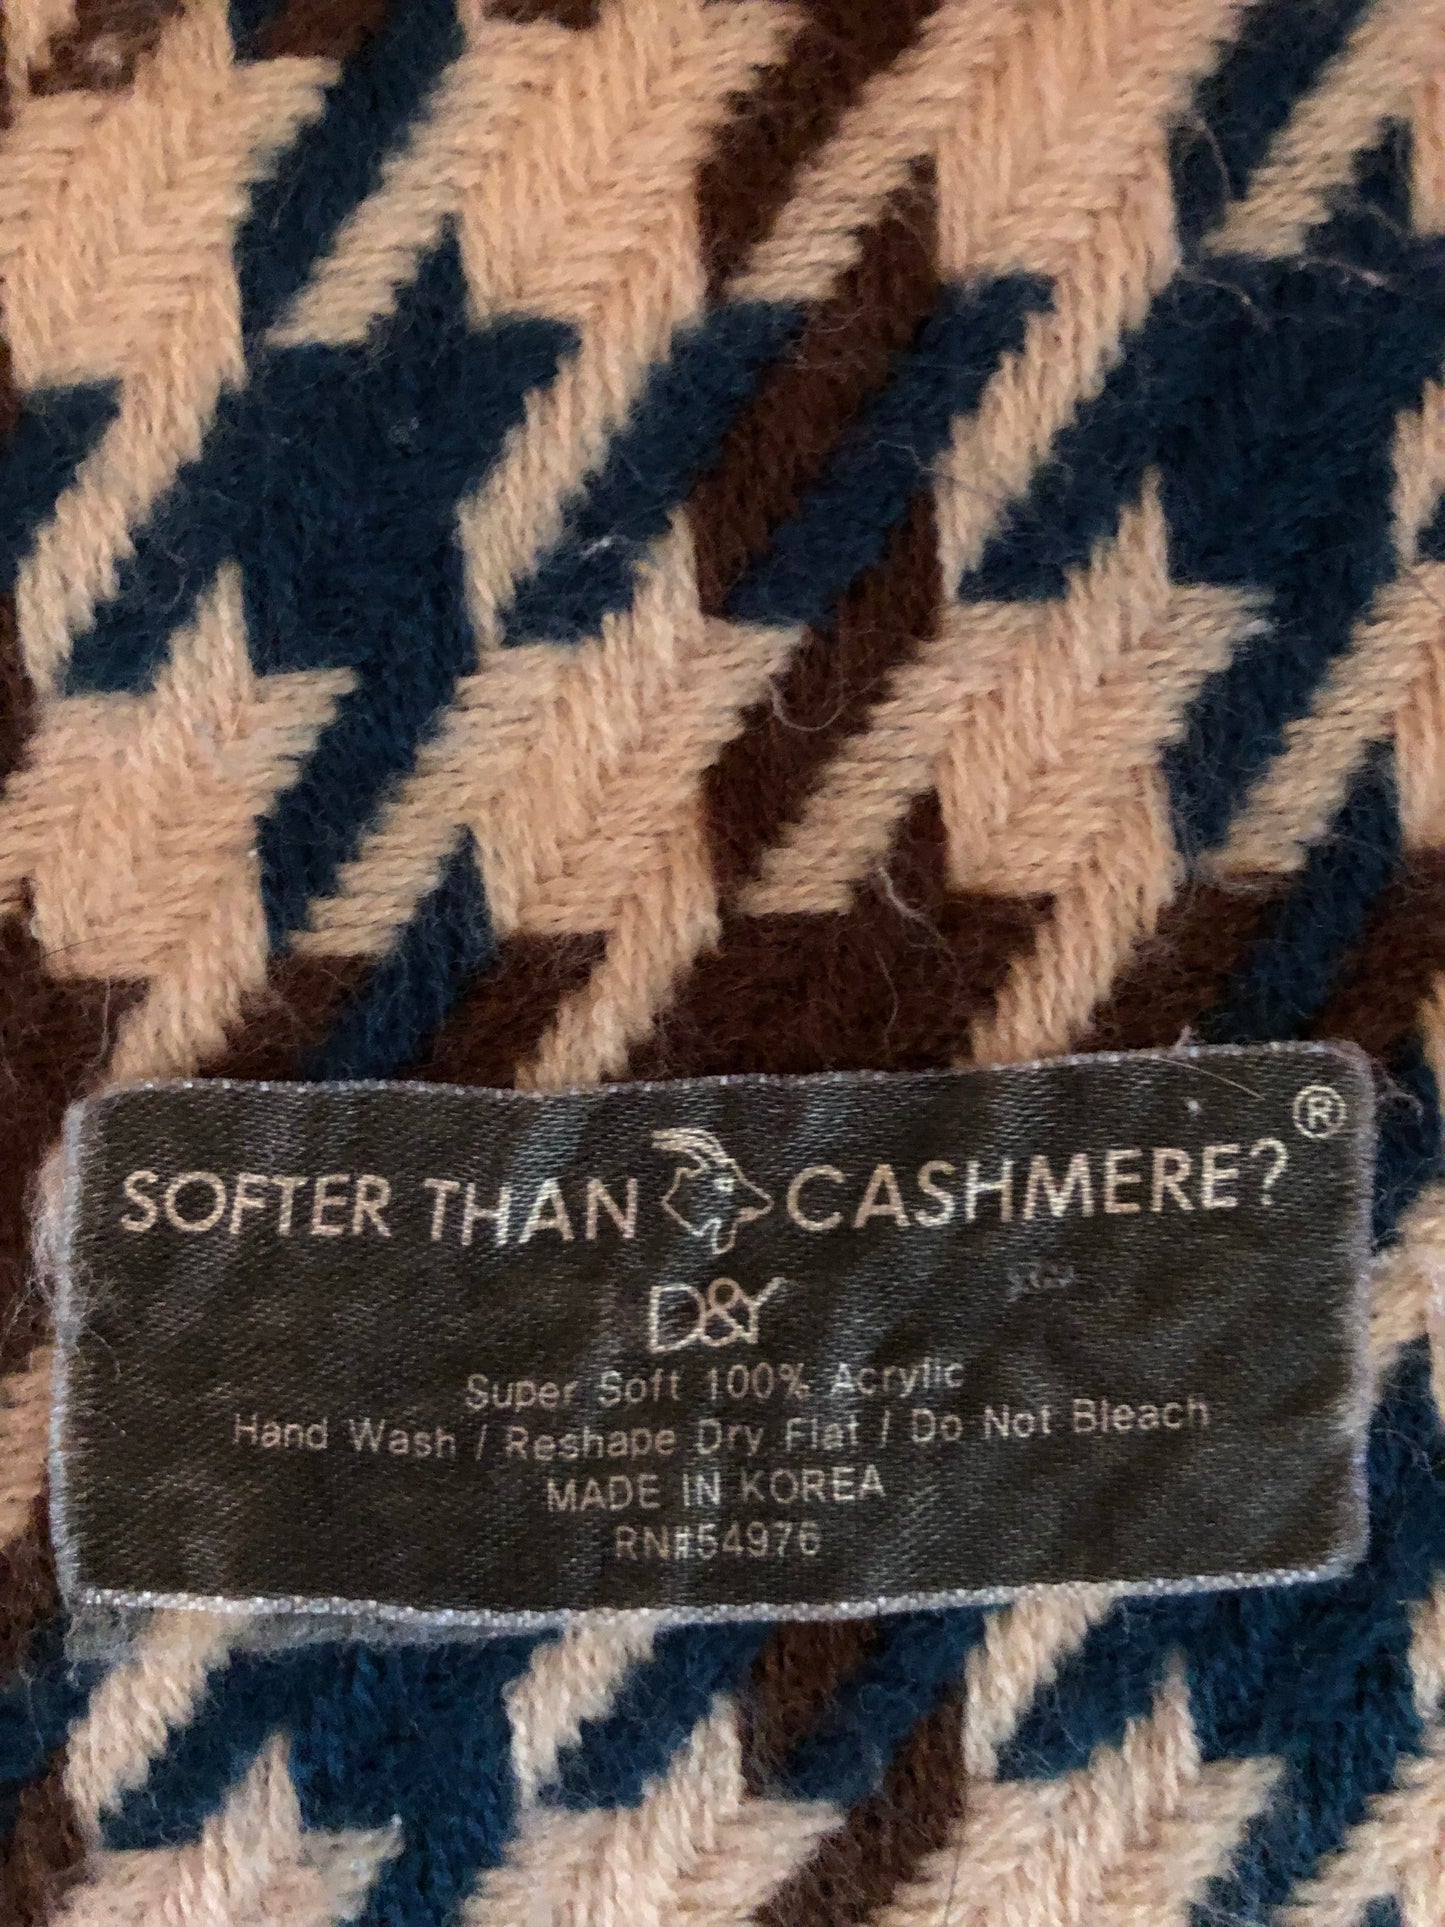 SOFTER THAN CASHMERE?®
D&Y
Super Soft 100% Acrylic
Hand Wash / Reshape Dry Flat / Do Not Bleach
MADE IN KOREA
RN#54976